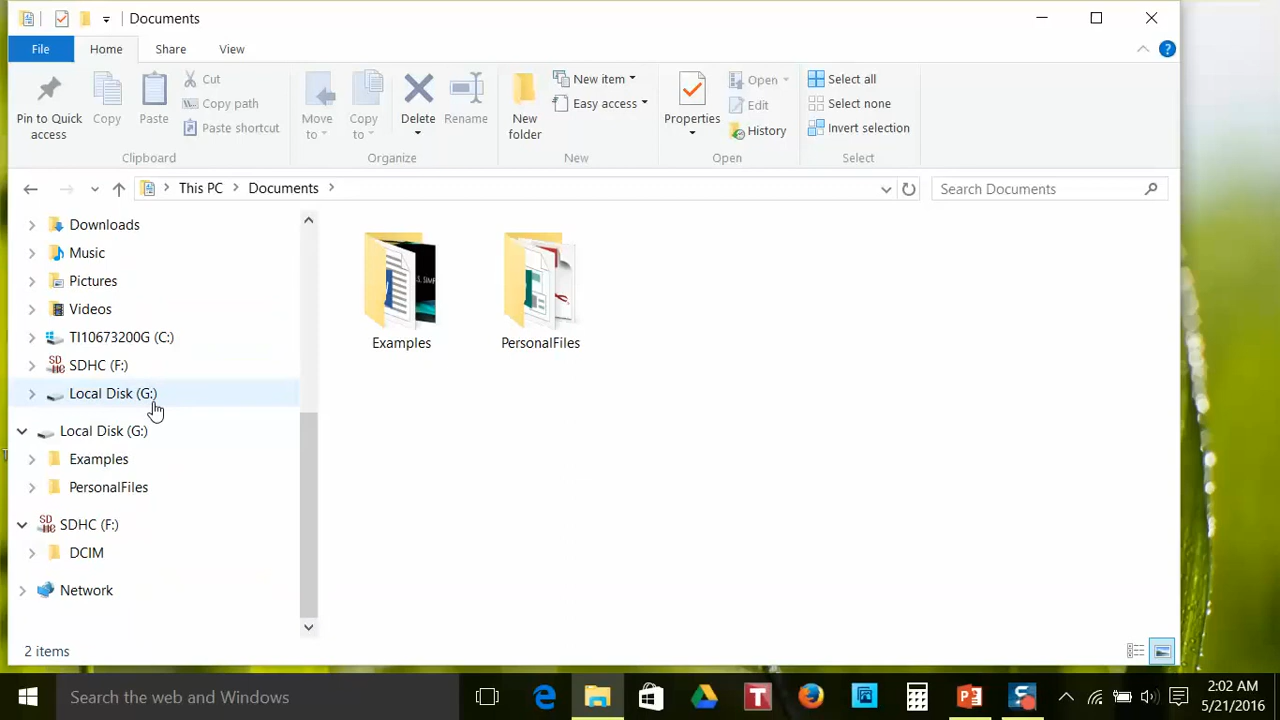 Documents
File
Home
Share
View
Pin to Quick access
Copy
Paste
Cut
Copy path
Paste shortcut
Clipboard
Move to
Copy to
Delete
Rename
Organize
New folder
New item
Easy access
New
Properties
Open
Edit
History
Open
Select all
Select none
Invert selection
Select
This PC
Documents
Search Documents
Downloads
Music
Pictures
Videos
TI10673200G (C:)
SDHC (F:)
Local Disk (G:)
Local Disk (G:)
Examples
PersonalFiles
SDHC (F:)
DCIM
Network
Examples
PersonalFiles
2 items
Search the web and Windows
2:02 AM
5/21/2016